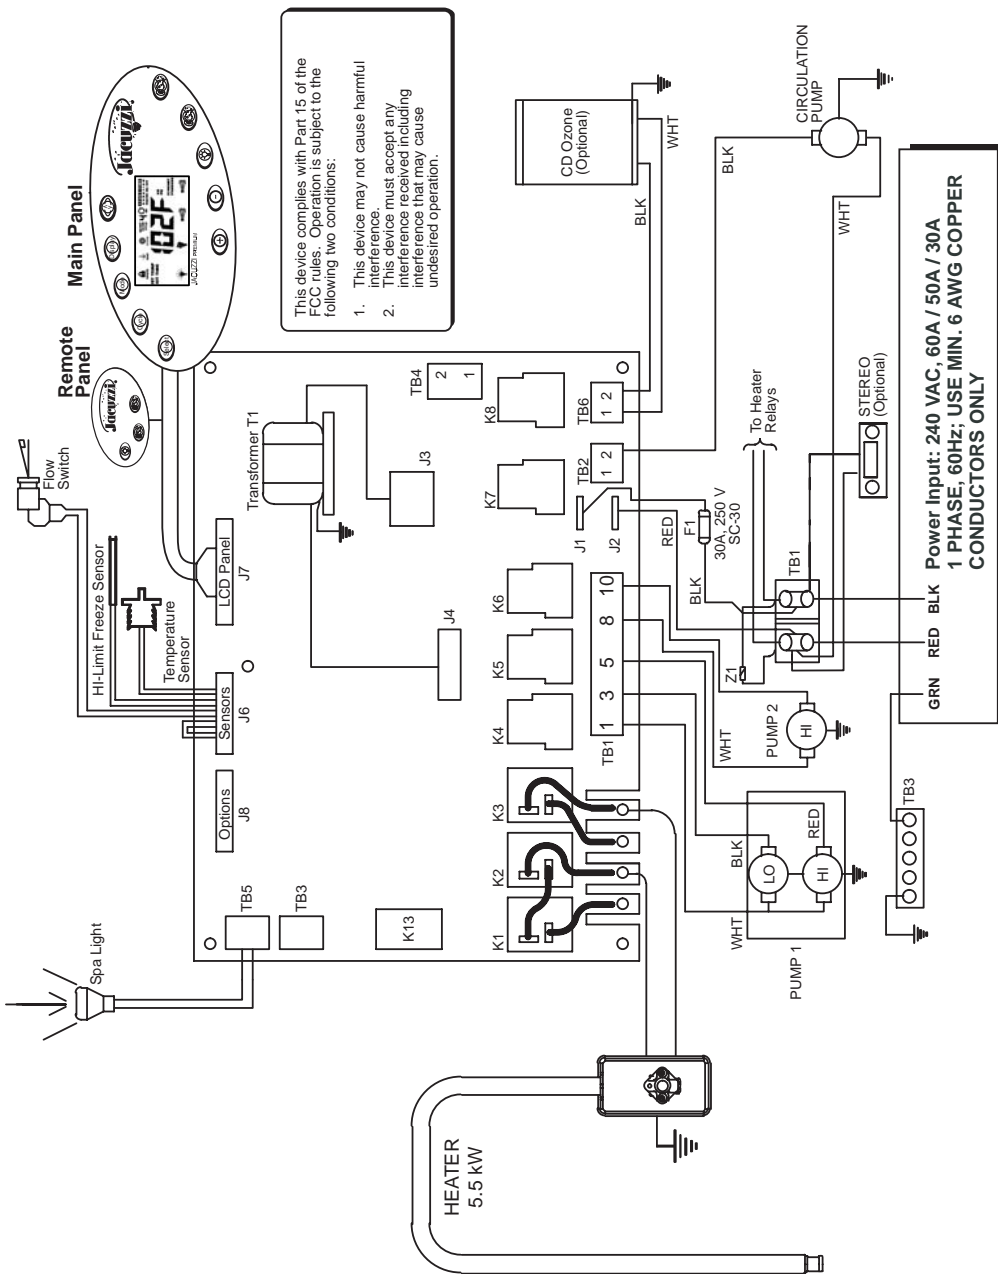 Main Panel
Jacuzzi
102F
JACUZZI PREMIUM
Remote
Panel
Jacuzzi
Flow
Switch
HI-Limit Freeze Sensor
Temperature
Sensor
Spa Light
This device complies with Part 15 of the
FCC rules. Operation is subject to the
following two conditions:
1. This device may not cause harmful
interference.
2. This device must accept any
interference received including
interference that may cause
undesired operation.
LCD Panel
J7
Sensors
J6
Options
J8
TB5
TB3
K13
Transformer T1
J3
J4
TB4
2
1
K1
K2
K3
K4
K5
K6
K7
K8
TB1
1
3
5
8
10
J1
J2
TB2
1 2
TB6
1 2
CD Ozone
(Optional)
BLK
WHT
BLK
WHT
CIRCULATION
PUMP
RED
F1
30A, 250 V
SC-30
BLK
To Heater
Relays
TB1
Z1
STEREO
(Optional)
WHT
PUMP 2
HI
BLK
RED
LO
HI
WHT
PUMP 1
TB3
GRN
RED
BLK
Power Input: 240 VAC, 60A / 50A / 30A
1 PHASE, 60Hz; USE MIN. 6 AWG COPPER
CONDUCTORS ONLY
HEATER
5.5 kW